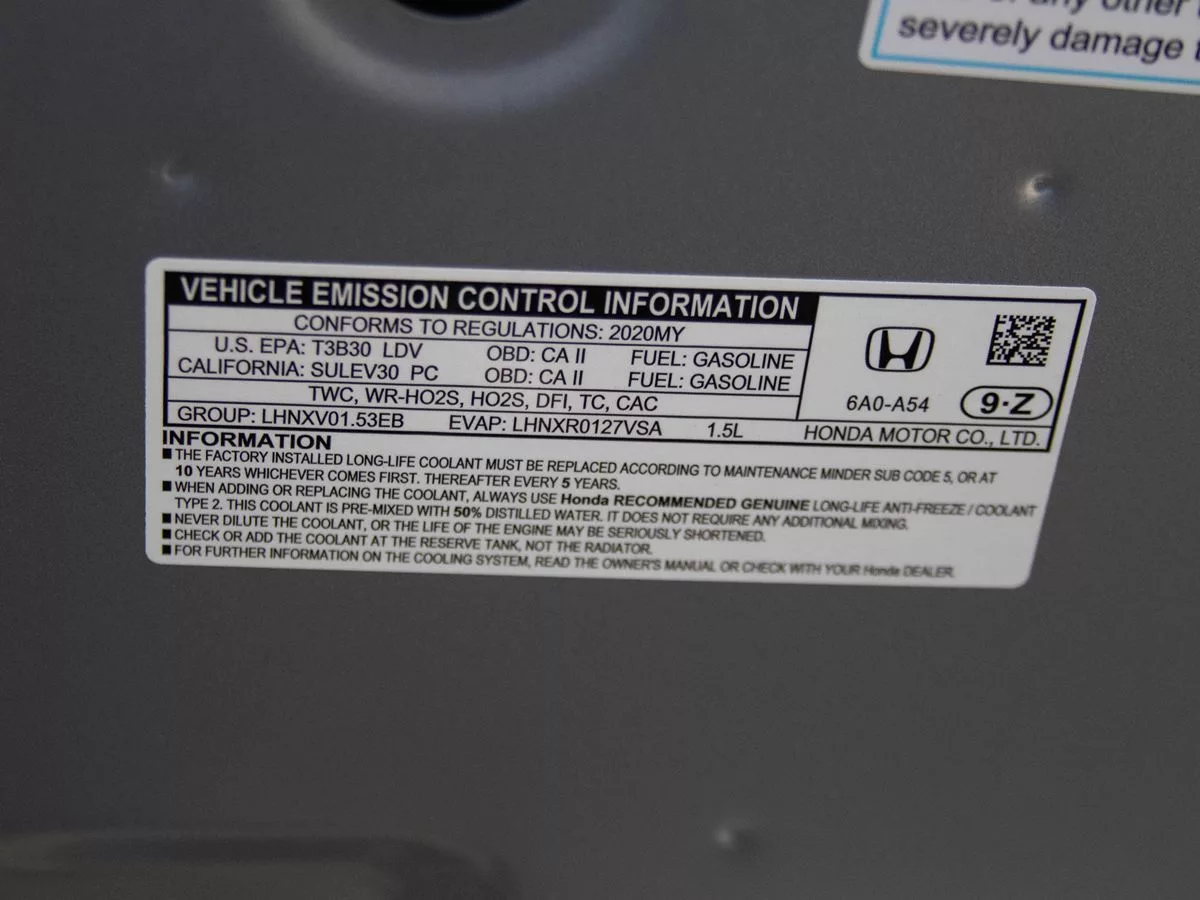 any other
severely damage
VEHICLE EMISSION CONTROL INFORMATION
CONFORMS TO REGULATIONS: 2020MY
U.S. EPA: T3B30 LDV OBD: CA II FUEL: GASOLINE
CALIFORNIA: SULEV30 PC OBD: CA II FUEL: GASOLINE
TWC, WR-HO2S, HO2S, DFI, TC, CAC
6A0-A54 9·Z
GROUP: LHNXV01.53EB EVAP: LHNXR0127VSA 1.5L HONDA MOTOR CO., LTD.
INFORMATION
■ THE FACTORY INSTALLED LONG-LIFE COOLANT MUST BE REPLACED ACCORDING TO MAINTENANCE MINDER SUB CODE 5, OR AT
10 YEARS WHICHEVER COMES FIRST. THEREAFTER EVERY 5 YEARS.
■ WHEN ADDING OR REPLACING THE COOLANT, ALWAYS USE Honda RECOMMENDED GENUINE LONG-LIFE ANTI-FREEZE / COOLANT
TYPE 2. THIS COOLANT IS PRE-MIXED WITH 50% DISTILLED WATER. IT DOES NOT REQUIRE ANY ADDITIONAL MIXING.
■ NEVER DILUTE THE COOLANT, OR THE LIFE OF THE ENGINE MAY BE SERIOUSLY SHORTENED.
■ CHECK OR ADD THE COOLANT AT THE RESERVE TANK, NOT THE RADIATOR.
■ FOR FURTHER INFORMATION ON THE COOLING SYSTEM, READ THE OWNER'S MANUAL OR CHECK WITH YOUR Honda DEALER.